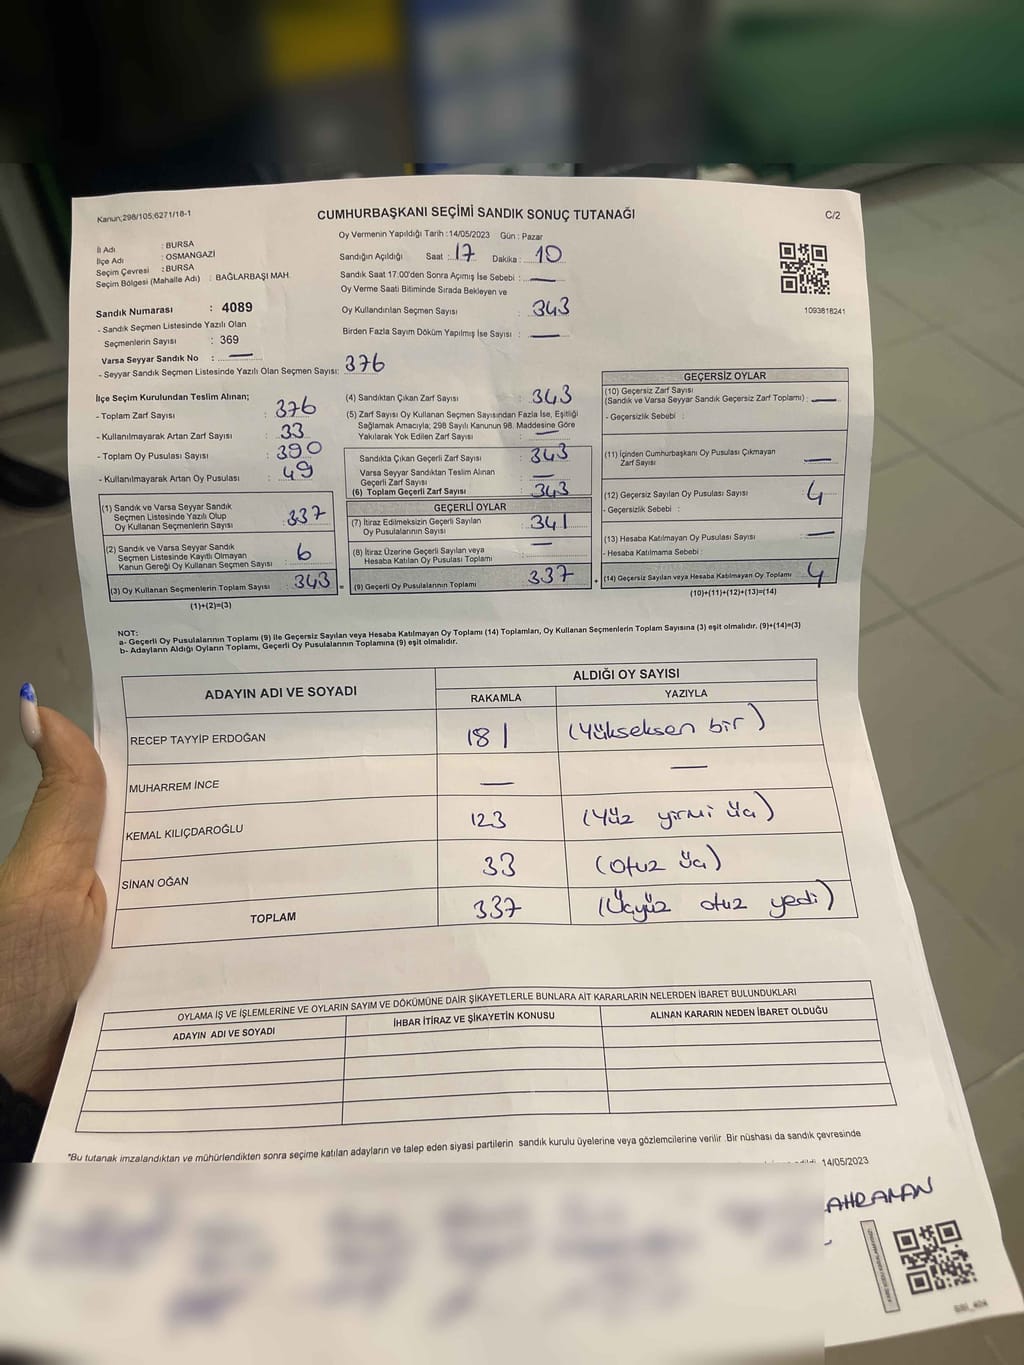 Kanun;298/105;6271/18-1
CUMHURBAŞKANI SEÇİMİ SANDIK SONUÇ TUTANAĞI
C/2
İl Adı : BURSA
İlçe Adı : OSMANGAZİ
Seçim Çevresi : BURSA
Seçim Bölgesi (Mahalle Adı) : BAĞLARBAŞI MAH.
Oy Vermenin Yapıldığı Tarih :14/05/2023 Gün : Pazar
Sandığın Açıldığı Saat : 17 Dakika : 10
Sandık Saat 17.00'den Sonra Açımış İse Sebebi : —
Oy Verme Saati Bitiminde Sırada Bekleyen ve
Oy Kullandırılan Seçmen Sayısı : 343
Birden Fazla Sayım Döküm Yapılmış İse Sayısı : —
1093618241
Sandık Numarası : 4089
- Sandık Seçmen Listesinde Yazılı Olan
Seçmenlerin Sayısı : 369
Varsa Seyyar Sandık No : —
- Seyyar Sandık Seçmen Listesinde Yazılı Olan Seçmen Sayısı: 376
İlçe Seçim Kurulundan Teslim Alınan;
- Toplam Zarf Sayısı : 376
- Kullanılmayarak Artan Zarf Sayısı : 33
- Toplam Oy Pusulası Sayısı : 390
- Kullanılmayarak Artan Oy Pusulası : 49
(1) Sandık ve Varsa Seyyar Sandık
Seçmen Listesinde Yazılı Olup
Oy Kullanan Seçmenlerin Sayısı : 337
(2) Sandık ve Varsa Seyyar Sandık
Seçmen Listesinde Kayıtlı Olmayan
Kanun Gereği Oy Kullanan Seçmen Sayısı : 6
(3) Oy Kullanan Seçmenlerin Toplam Sayısı : 343 =
(1)+(2)=(3)
(4) Sandıktan Çıkan Zarf Sayısı : 343
(5) Zarf Sayısı Oy Kullanan Seçmen Sayısından Fazla İse, Eşitliği
Sağlamak Amacıyla; 298 Sayılı Kanunun 98. Maddesine Göre
Yakılarak Yok Edilen Zarf Sayısı : —
Sandıkta Çıkan Geçerli Zarf Sayısı : 343
Varsa Seyyar Sandıktan Teslim Alınan
Geçerli Zarf Sayısı : —
(6) Toplam Geçerli Zarf Sayısı : 343
GEÇERLİ OYLAR
(7) İtiraz Edilmeksizin Geçerli Sayılan
Oy Pusulalarının Sayısı : 341
(8) İtiraz Üzerine Geçerli Sayılan veya
Hesaba Katılan Oy Pusulası Toplamı : —
(9) Geçerli Oy Pusulalarının Toplamı : 337 +
GEÇERSİZ OYLAR
(10) Geçersiz Zarf Sayısı
(Sandık ve Varsa Seyyar Sandık Geçersiz Zarf Toplamı) : —
- Geçersizlik Sebebi :
(11) İçinden Cumhurbaşkanı Oy Pusulası Çıkmayan
Zarf Sayısı —
(12) Geçersiz Sayılan Oy Pusulası Sayısı 4
- Geçersizlik Sebebi :
(13) Hesaba Katılmayan Oy Pusulası Sayısı : —
- Hesaba Katılmama Sebebi :
(14) Geçersiz Sayılan veya Hesaba Katılmayan Oy Toplamı : 4
(10)+(11)+(12)+(13)=(14)
NOT:
a- Geçerli Oy Pusulalarının Toplamı (9) ile Geçersiz Sayılan veya Hesaba Katılmayan Oy Toplamı (14) Toplamları, Oy Kullanan Seçmenlerin Toplam Sayısına (3) eşit olmalıdır. (9)+(14)=(3)
b- Adayların Aldığı Oyların Toplamı, Geçerli Oy Pusulalarının Toplamına (9) eşit olmalıdır.
ADAYIN ADI VE SOYADI
ALDIĞI OY SAYISI
RAKAMLA YAZIYLA
RECEP TAYYİP ERDOĞAN 181 (Yükseksen bir)
MUHARREM İNCE — —
KEMAL KILIÇDAROĞLU 123 (Yüz yirmi üç)
SİNAN OĞAN 33 (Otuz üç)
TOPLAM 337 (Üçyüz otuz yedi)
OYLAMA İŞ VE İŞLEMLERİNE VE OYLARIN SAYIM VE DÖKÜMÜNE DAİR ŞİKAYETLERLE BUNLARA AİT KARARLARIN NELERDEN İBARET BULUNDUKLARI
ADAYIN ADI VE SOYADI İHBAR İTİRAZ VE ŞİKAYETİN KONUSU ALINAN KARARIN NEDEN İBARET OLDUĞU
*Bu tutanak imzalandıktan ve mühürlendikten sonra seçime katılan adayların ve talep eden siyasi partilerin sandık kurulu üyelerine veya gözlemcilerine verilir .Bir nüshası da sandık çevresinde
14/05/2023
AHRAMAN